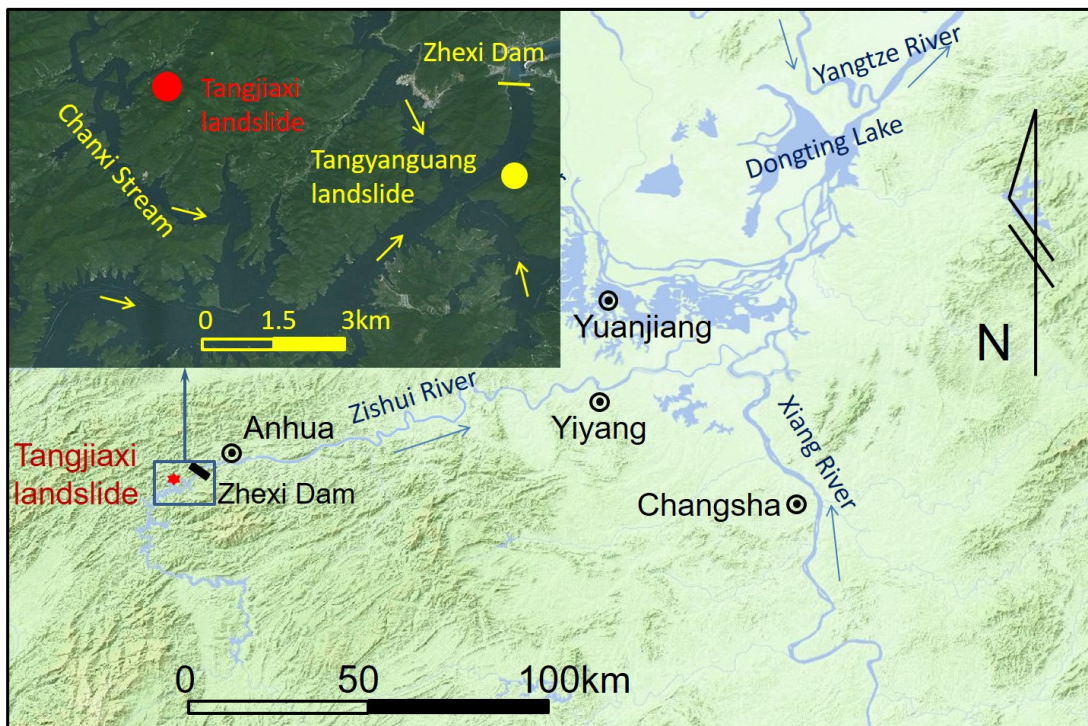 Zhexi Dam
Tangjiaxi
landslide
Chanxi Stream
Tangyanguang
landslide
0 1.5 3km
Yangtze River
Dongting Lake
N
Yuanjiang
Zishui River
Yiyang
Xiang River
Anhua
Tangjiaxi
landslide
Zhexi Dam
Changsha
0 50 100km